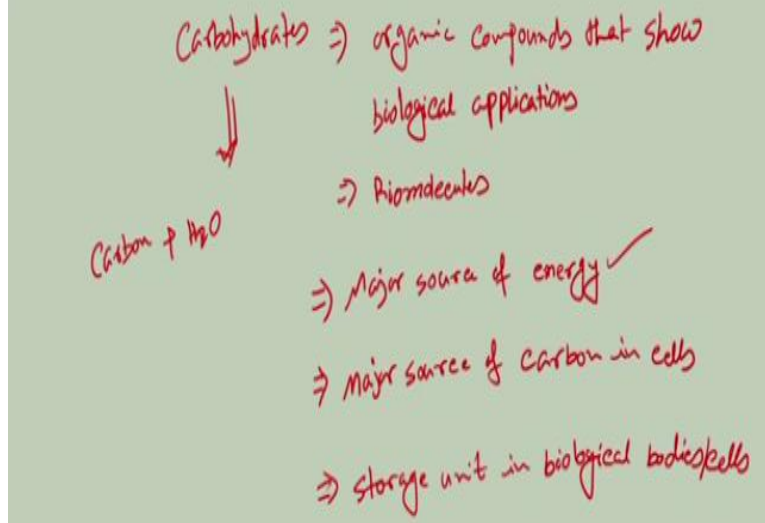 Carbohydrates ⇒ organic compounds that show
biological applications
⇒ Biomolecules
Carbon + H2O
⇒ Major source of energy ✓
⇒ Major source of carbon in cells
⇒ storage unit in biological bodies/cells